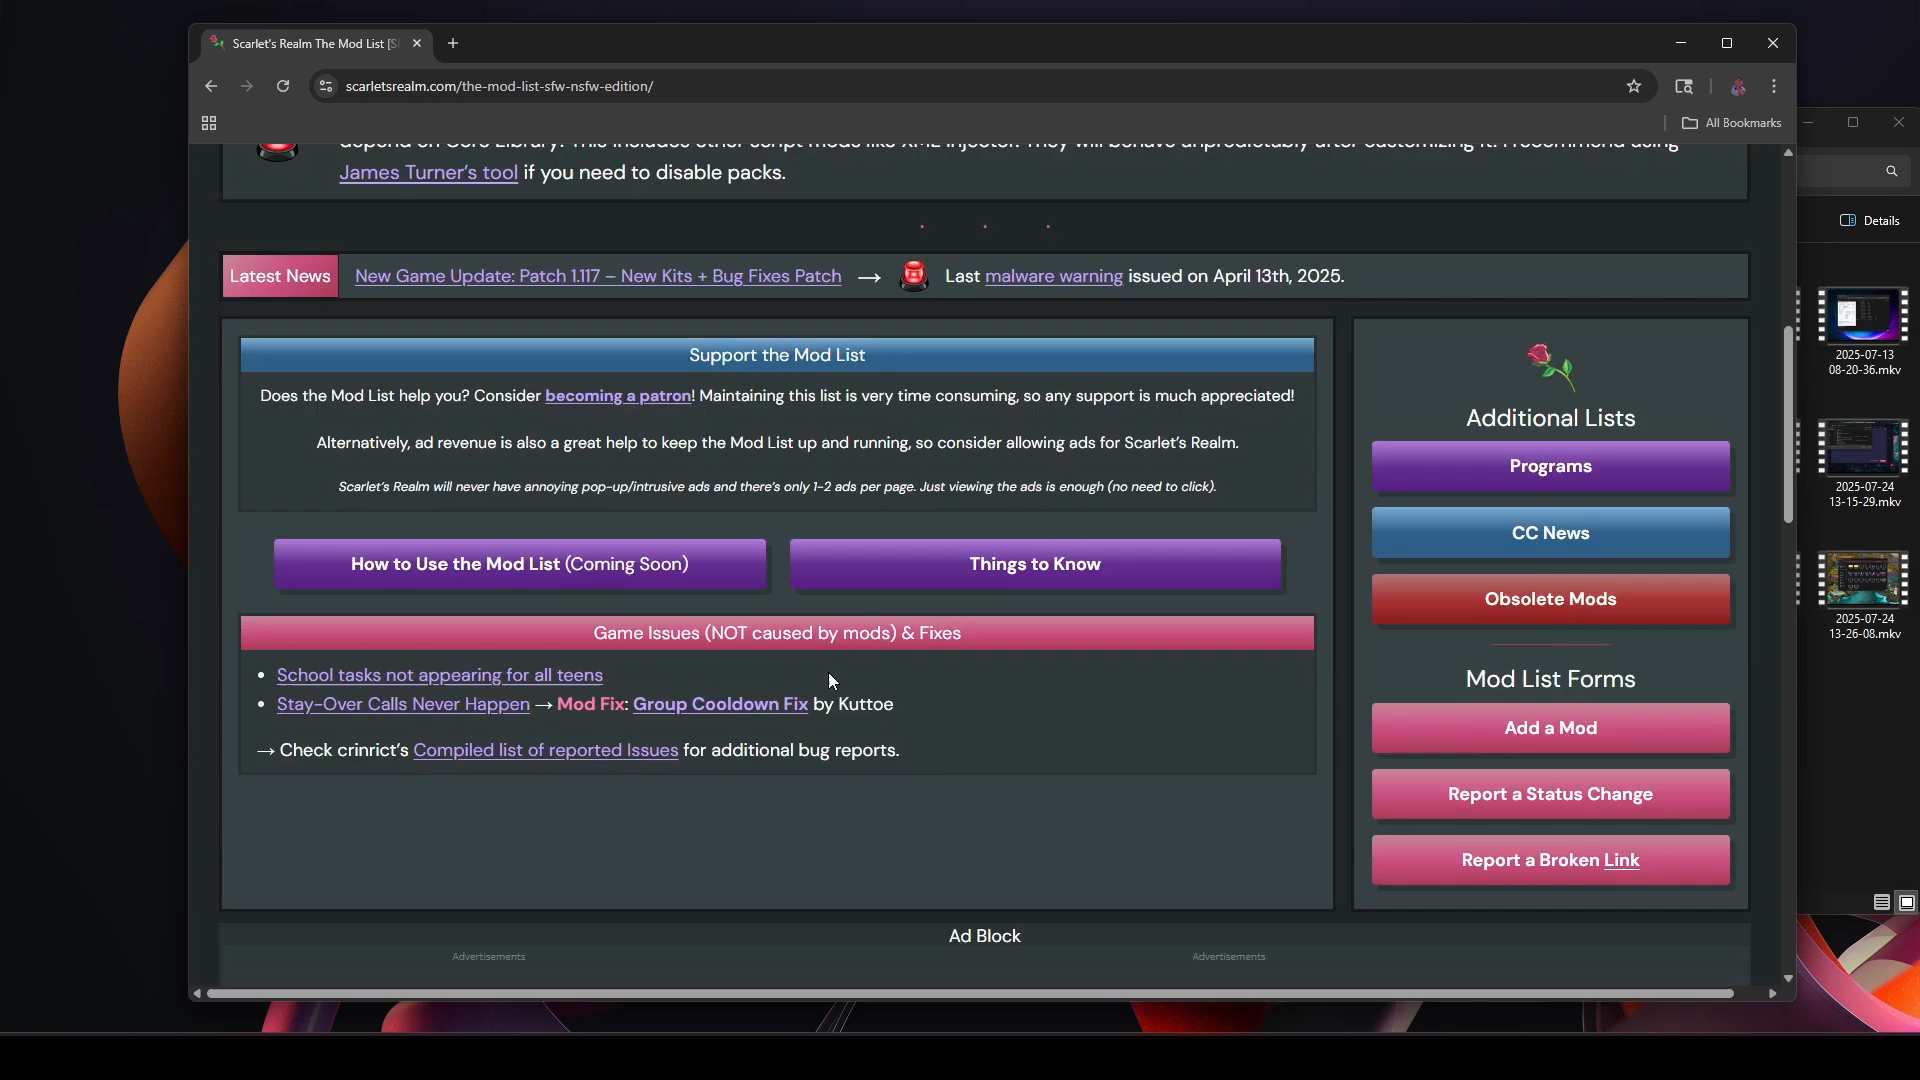 Scarlet's Realm The Mod List [S
scarletsrealm.com/the-mod-list-sfw-nsfw-edition/
All Bookmarks
James Turner's tool if you need to disable packs.
Latest News
New Game Update: Patch 1.117 – New Kits + Bug Fixes Patch → Last malware warning issued on April 13th, 2025.
Support the Mod List
Does the Mod List help you? Consider becoming a patron! Maintaining this list is very time consuming, so any support is much appreciated!
Alternatively, ad revenue is also a great help to keep the Mod List up and running, so consider allowing ads for Scarlet's Realm.
Scarlet's Realm will never have annoying pop-up/intrusive ads and there's only 1-2 ads per page. Just viewing the ads is enough (no need to click).
How to Use the Mod List (Coming Soon)
Things to Know
Game Issues (NOT caused by mods) & Fixes
• School tasks not appearing for all teens
• Stay-Over Calls Never Happen → Mod Fix: Group Cooldown Fix by Kuttoe
→ Check crinrict's Compiled list of reported Issues for additional bug reports.
Additional Lists
Programs
CC News
Obsolete Mods
Mod List Forms
Add a Mod
Report a Status Change
Report a Broken Link
Ad Block
Advertisements
Advertisements
Details
2025-07-13
08-20-36.mkv
2025-07-24
13-15-29.mkv
2025-07-24
13-26-08.mkv